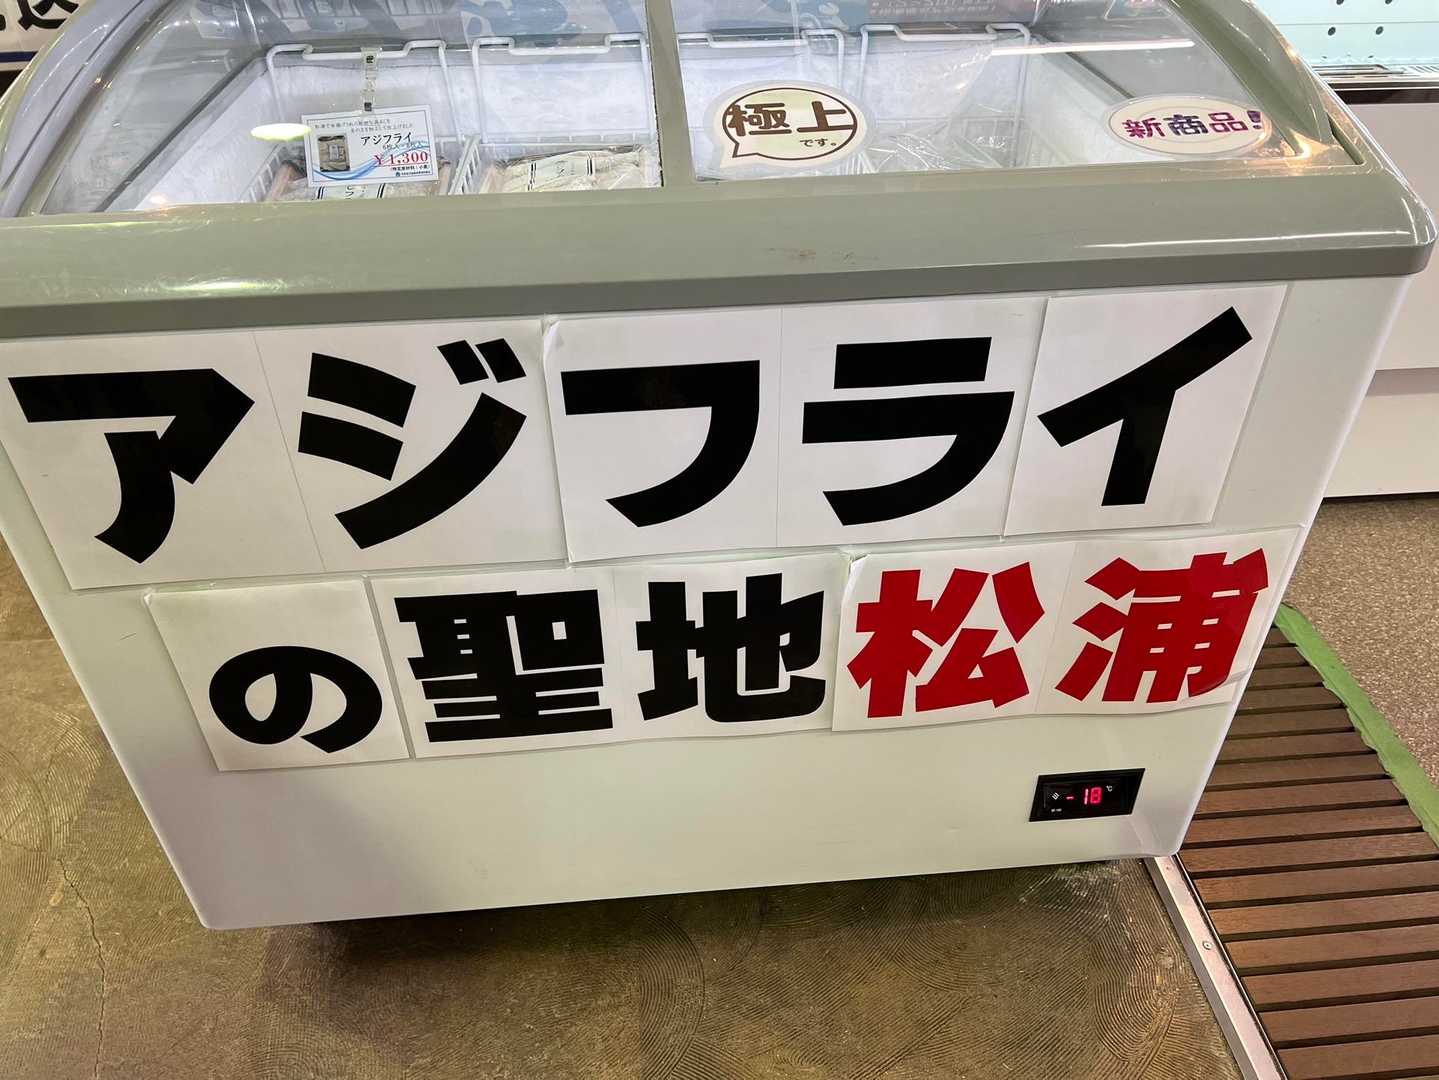 アジフライ
¥1,300
極上
です。
新商品!
アジフライ
の聖地松浦
-18
℃